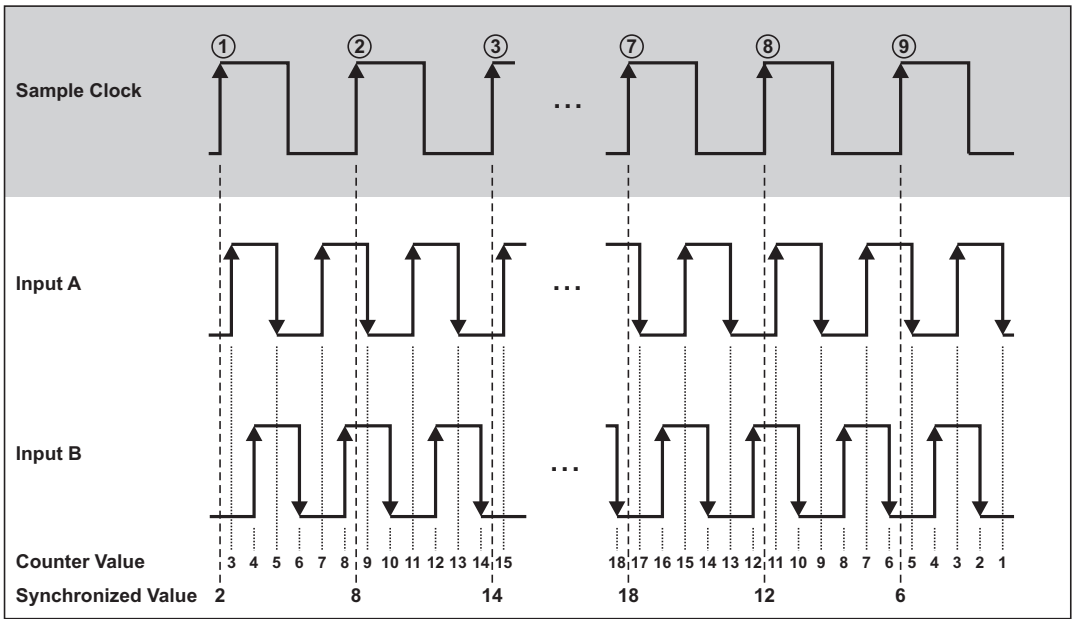 ① ② ③ ⑦ ⑧ ⑨
Sample Clock
...
Input A
...
Input B
...
Counter Value 3 4 5 6 7 8 9 10 11 12 13 14 15 18 17 16 15 14 13 12 11 10 9 8 7 6 5 4 3 2 1
Synchronized Value 2 8 14 18 12 6